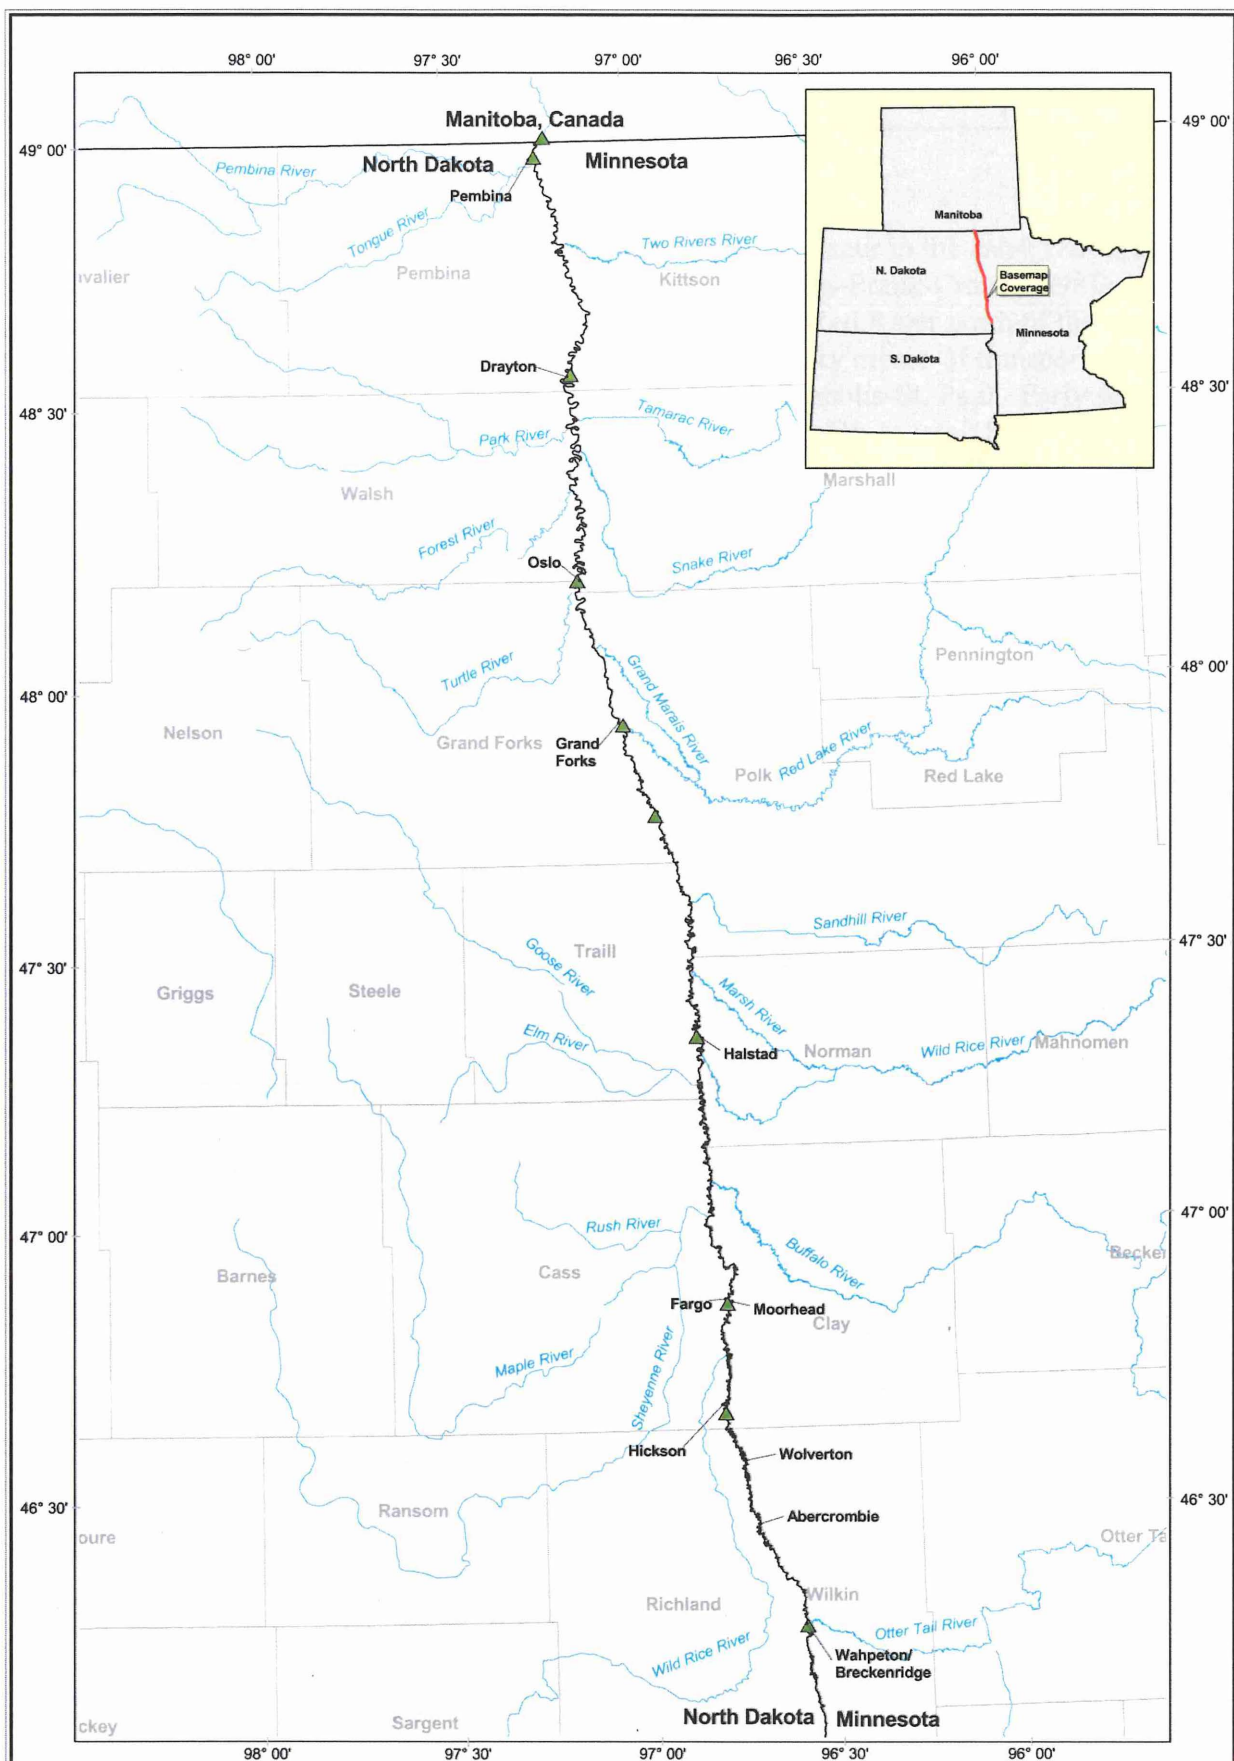 98° 00'
97° 30'
97° 00'
96° 30'
96° 00'
49° 00'
49° 00'
Manitoba, Canada
North Dakota
Minnesota
Pembina River
Pembina
Tongue River
Two Rivers River
Pembina
Kittson
Manitoba
N. Dakota
Basemap
Coverage
Minnesota
S. Dakota
Drayton
48° 30'
48° 30'
Park River
Tamarac River
Walsh
Marshall
Forest River
Snake River
Oslo
Turtle River
Grand Marais River
Pennington
48° 00'
48° 00'
Nelson
Grand Forks
Grand
Forks
Polk
Red Lake River
Red Lake
Sandhill River
47° 30'
47° 30'
Goose River
Traill
Griggs
Steele
Marsh River
Elm River
Halstad
Norman
Wild Rice River
Mahnomen
47° 00'
47° 00'
Rush River
Buffalo River
Becker
Barnes
Cass
Fargo
Moorhead
Clay
Maple River
Sheyenne River
Hickson
Wolverton
46° 30'
46° 30'
Ransom
Abercrombie
oure
Otter Ta
Richland
Wilkin
Otter Tail River
Wild Rice River
Wahpeton/
Breckenridge
North Dakota
Minnesota
ckey
Sargent
98° 00'
97° 30'
97° 00'
96° 30'
96° 00'